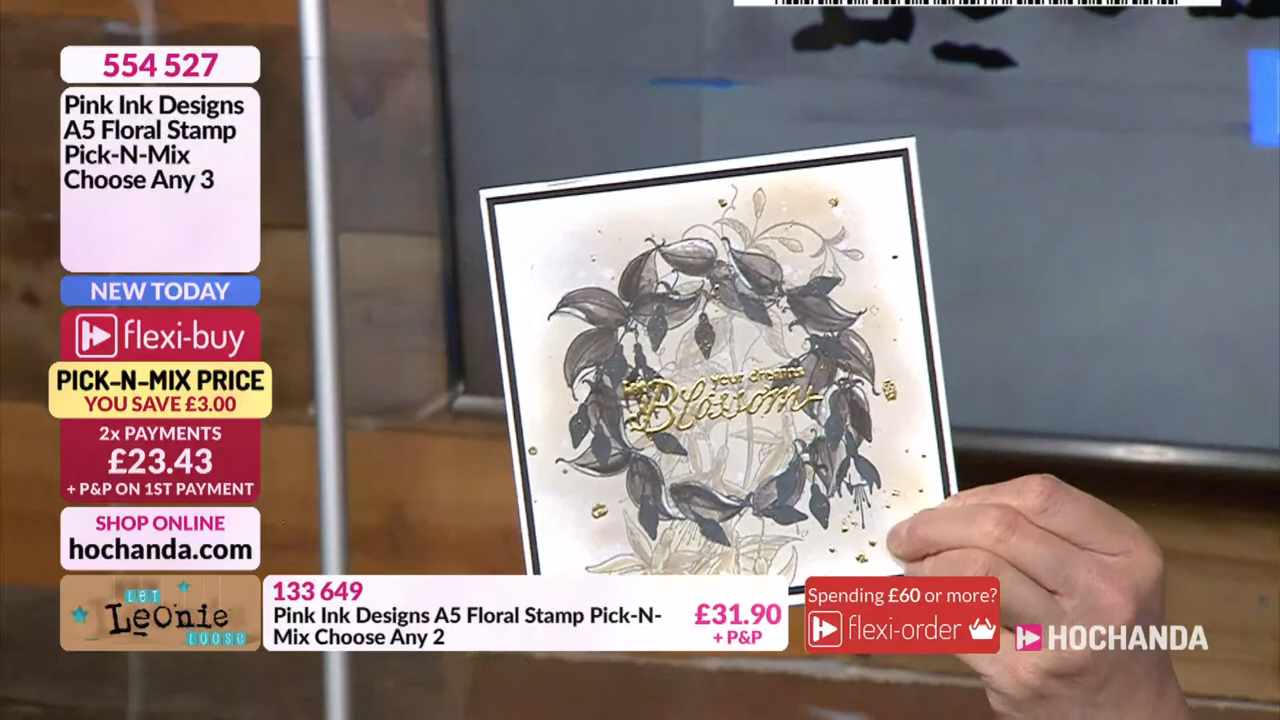 554 527
Pink Ink Designs
A5 Floral Stamp
Pick-N-Mix
Choose Any 3
NEW TODAY
flexi-buy
PICK-N-MIX PRICE
YOU SAVE £3.00
2x PAYMENTS
£23.43
+ P&P ON 1ST PAYMENT
SHOP ONLINE
hochanda.com
LET
Leonie
LOOSE
133 649
Pink Ink Designs A5 Floral Stamp Pick-N-
Mix Choose Any 2
£31.90
+ P&P
Spending £60 or more?
flexi-order
HOCHANDA
let
your dreams
Blossom